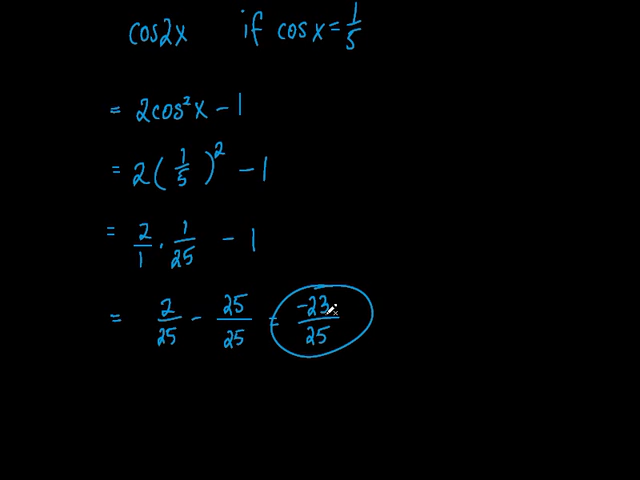 cos2x if cosx = 1/5
= 2cos²x - 1
= 2(1/5)² - 1
= 2/1 · 1/25 - 1
= 2/25 - 25/25 = -23/25